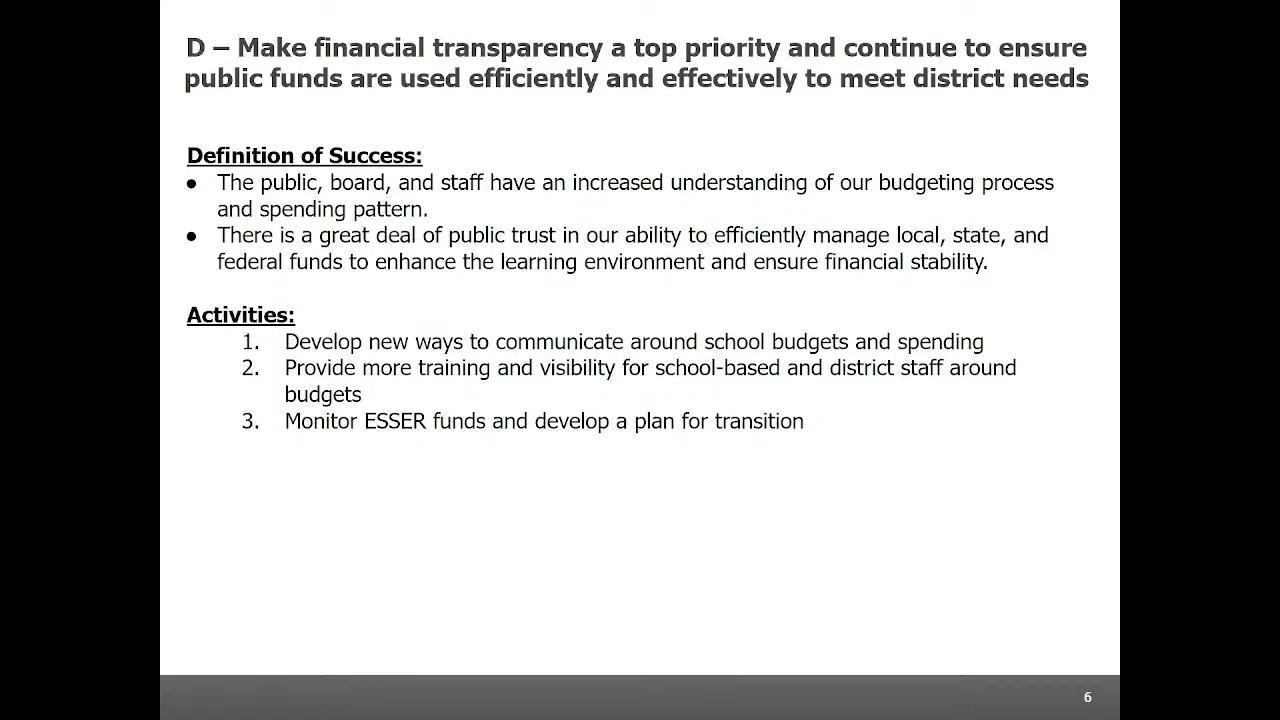 D – Make financial transparency a top priority and continue to ensure
public funds are used efficiently and effectively to meet district needs
Definition of Success:
● The public, board, and staff have an increased understanding of our budgeting process
and spending pattern.
● There is a great deal of public trust in our ability to efficiently manage local, state, and
federal funds to enhance the learning environment and ensure financial stability.
Activities:
1. Develop new ways to communicate around school budgets and spending
2. Provide more training and visibility for school-based and district staff around
budgets
3. Monitor ESSER funds and develop a plan for transition
6